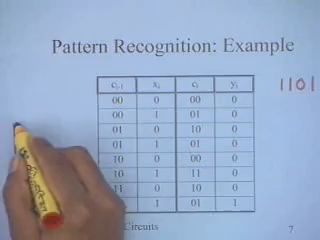 Pattern Recognition: Example
1101
c_{i-1} x_i c_i y_i
00 0 00 0
00 1 01 0
01 0 10 0
01 1 01 0
10 0 00 0
10 1 11 0
11 0 10 0
1 01 1
Circuits
7